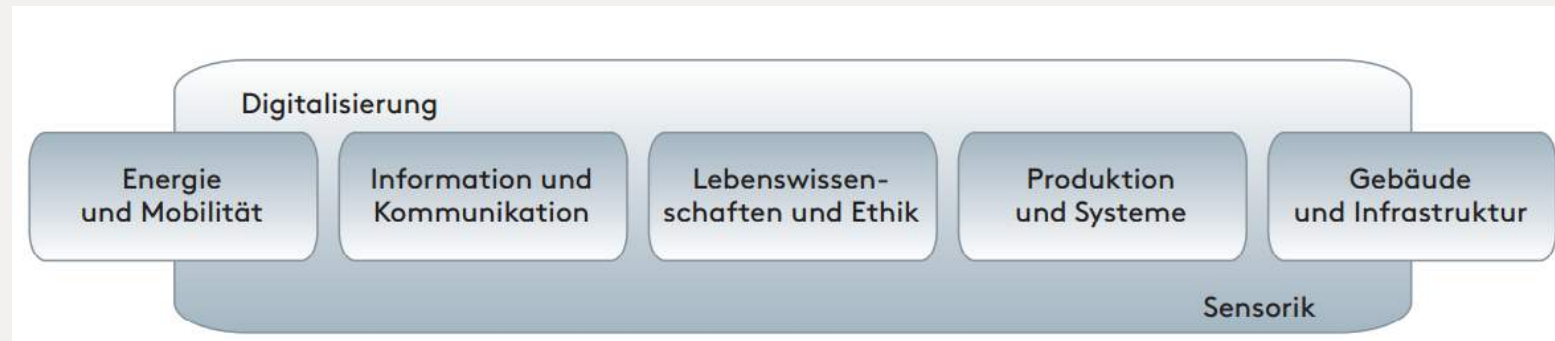 Digitalisierung
Energie
und Mobilität
Information und
Kommunikation
Lebenswissen-
schaften und Ethik
Produktion
und Systeme
Gebäude
und Infrastruktur
Sensorik